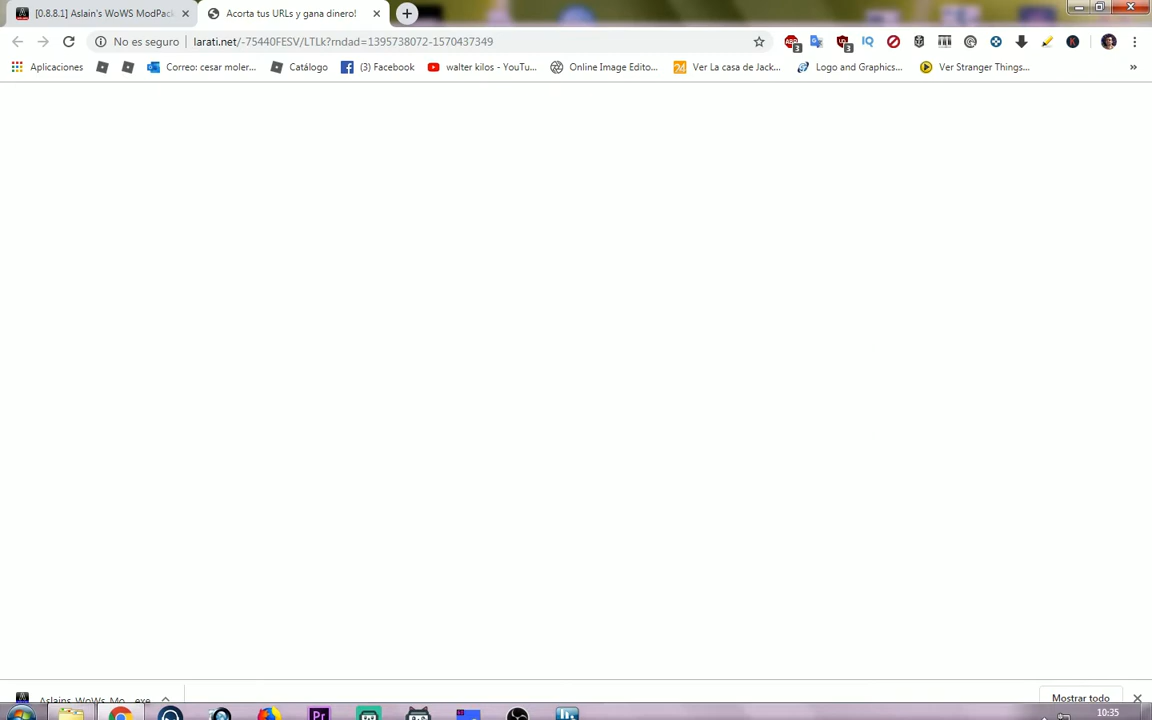 [0.8.8.1] Aslain's WoWS ModPack
Acorta tus URLs y gana dinero!
No es seguro
larati.net/-75440FESV/LTLk?rndad=1395738072-1570437349
Aplicaciones
Correo: cesar moler...
Catálogo
(3) Facebook
walter kilos - YouTu...
Online Image Edito...
Ver La casa de Jack...
Logo and Graphics...
Ver Stranger Things...
Aslains_WoWs_Mo...exe
Mostrar todo
10:35